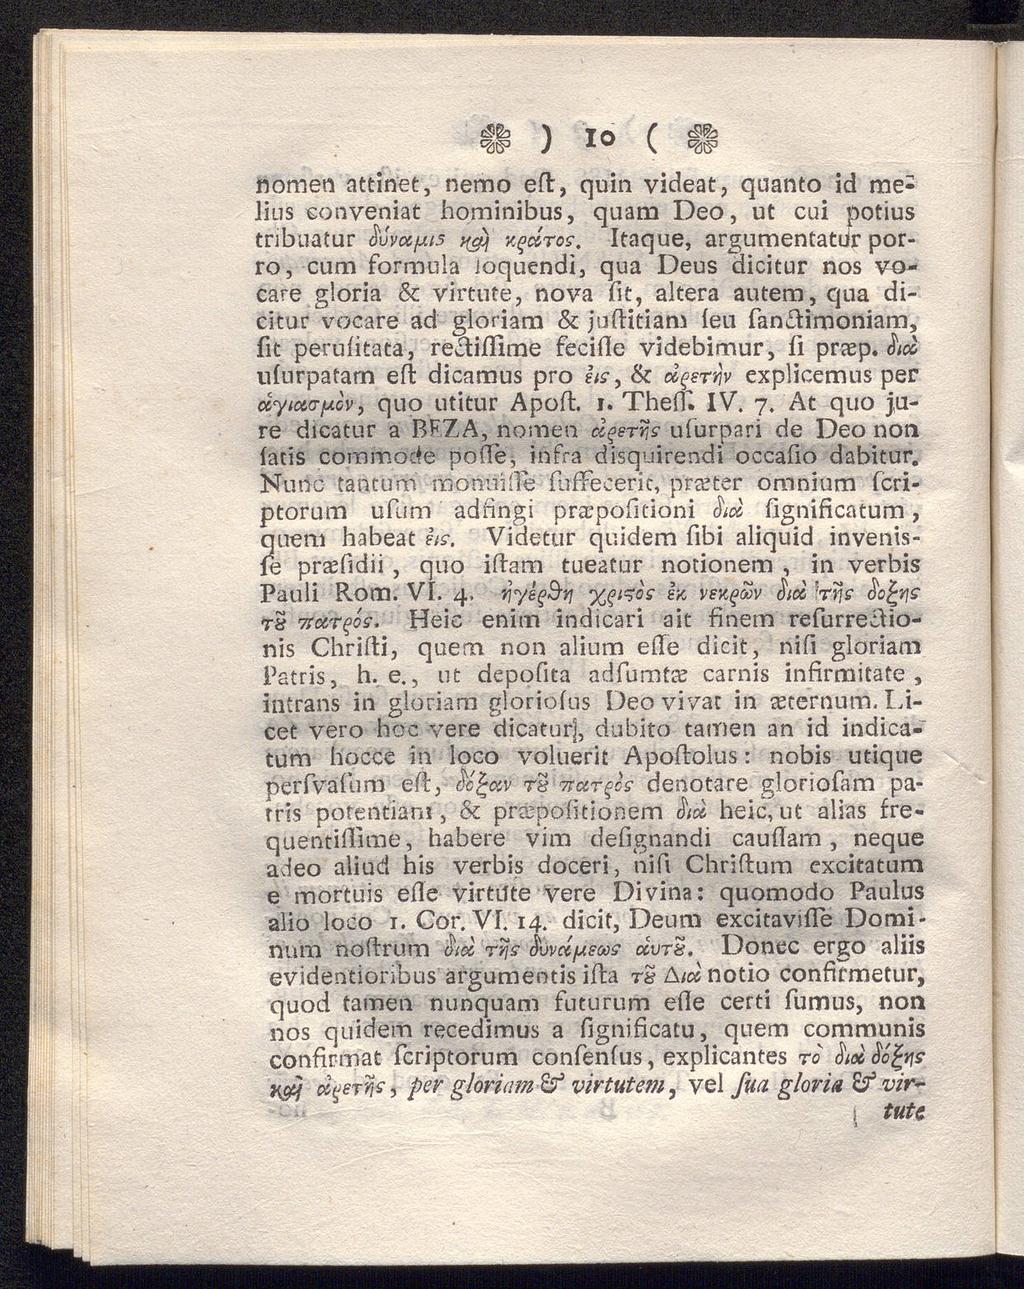 ❁ ) 10 ( ❁
nomen attinet, nemo eſt, quin videat, quanto id me-
lius conveniat hominibus, quam Deo, ut cui potius
tribuatur δύναμις καὶ κράτος. Itaque, argumentatur por-
ro, cum formula loquendi, qua Deus dicitur nos vo-
care gloria & virtute, nova ſit, altera autem, qua di-
citur vocare ad gloriam & juſtitiam ſeu ſanctimoniam,
ſit peruſitata, rectiſſime feciſſe videbimur, ſi præp. διὰ
uſurpatam eſt dicamus pro ἐις, & ἀρετὴν explicemus per
ἁγιασμὸν, quo utitur Apoſt. 1. Theſſ. IV. 7. At quo ju-
re dicatur a BEZA, nomen ἀρετῆς uſurpari de Deo non
ſatis commode poſſe, infra diſquirendi occaſio dabitur.
Nunc tantum monuiſſe ſuffecerit, præter omnium ſcri-
ptorum uſum adfingi præpoſitioni διὰ ſignificatum,
quem habeat ἐις. Videtur quidem ſibi aliquid inveniſ-
ſe præſidii, quo iſtam tueatur notionem, in verbis
Pauli Rom. VI. 4. ἠγέρθη χριϛὸς ἐκ νεκρῶν διὰ τῆς δοξης
τȣ͂ πατρός. Heic enim indicari ait finem reſurrectio-
nis Chriſti, quem non alium eſſe dicit, niſi gloriam
Patris, h. e., ut depoſita adſumtæ carnis infirmitate,
intrans in gloriam glorioſus Deo vivat in æternum. Li-
cet vero hoc vere dicatur, dubito tamen an id indica-
tum hocce in loco voluerit Apoſtolus: nobis utique
perſvaſum eſt, δόξαν τȣ͂ πατρὸς denotare glorioſam pa-
tris potentiam, & præpoſitionem διὰ heic, ut alias fre-
quentiſſime, habere vim deſignandi cauſſam, neque
adeo aliud his verbis doceri, niſi Chriſtum excitatum
e mortuis eſſe virtute vere Divina: quomodo Paulus
alio loco 1. Cor. VI. 14. dicit, Deum excitaviſſe Domi-
num noſtrum διὰ τῆς δυνάμεως ἁυτȣ͂. Donec ergo aliis
evidentioribus argumentis iſta τȣ͂ Διὰ notio confirmetur,
quod tamen nunquam futurum eſſe certi ſumus, non
nos quidem recedimus a ſignificatu, quem communis
confirmat ſcriptorum conſenſus, explicantes τὸ διὰ δόξης
καὶ ἀρετῆς, per gloriam & virtutem, vel ſua gloria & vir-
tute